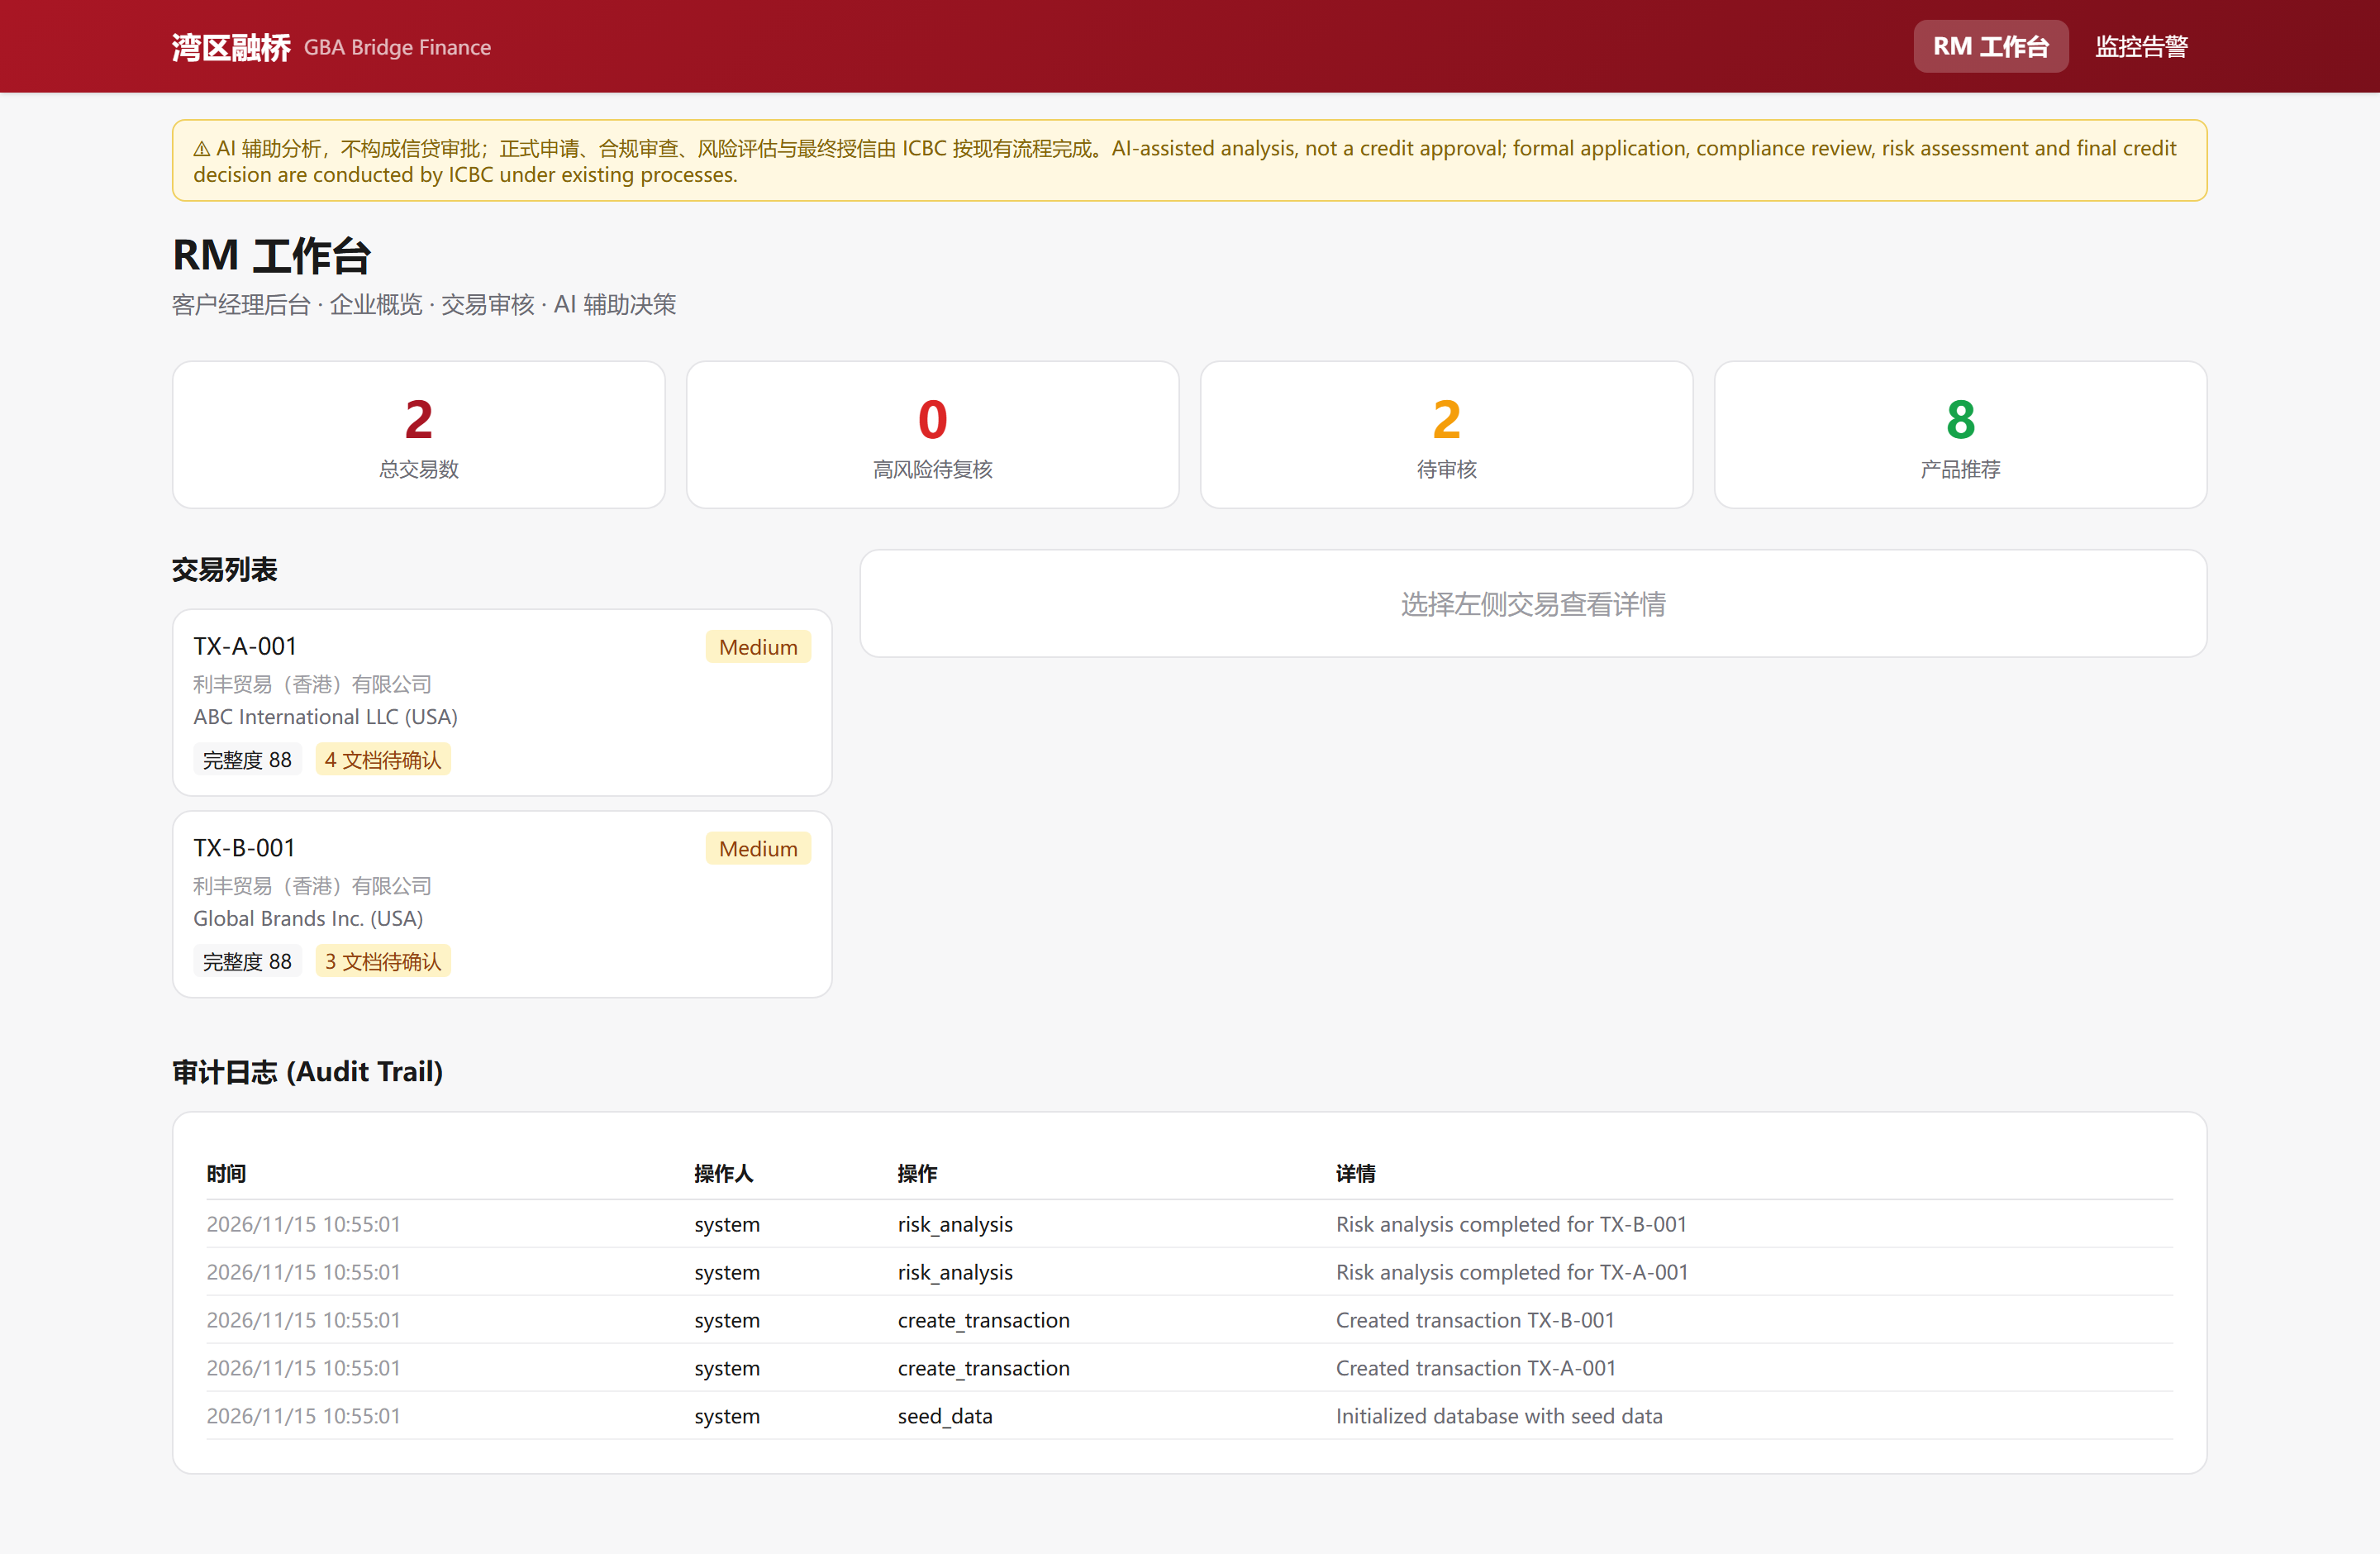 湾区融桥 GBA Bridge Finance
RM 工作台
监控告警
⚠ AI 辅助分析，不构成信贷审批；正式申请、合规审查、风险评估与最终授信由 ICBC 按现有流程完成。AI-assisted analysis, not a credit approval; formal application, compliance review, risk assessment and final credit
decision are conducted by ICBC under existing processes.
RM 工作台
客户经理后台 · 企业概览 · 交易审核 · AI 辅助决策
2
总交易数
0
高风险待复核
2
待审核
8
产品推荐
交易列表
TX-A-001 Medium
利丰贸易（香港）有限公司
ABC International LLC (USA)
完整度 88 4 文档待确认
TX-B-001 Medium
利丰贸易（香港）有限公司
Global Brands Inc. (USA)
完整度 88 3 文档待确认
选择左侧交易查看详情
审计日志 (Audit Trail)
时间 操作人 操作 详情
2026/11/15 10:55:01 system risk_analysis Risk analysis completed for TX-B-001
2026/11/15 10:55:01 system risk_analysis Risk analysis completed for TX-A-001
2026/11/15 10:55:01 system create_transaction Created transaction TX-B-001
2026/11/15 10:55:01 system create_transaction Created transaction TX-A-001
2026/11/15 10:55:01 system seed_data Initialized database with seed data